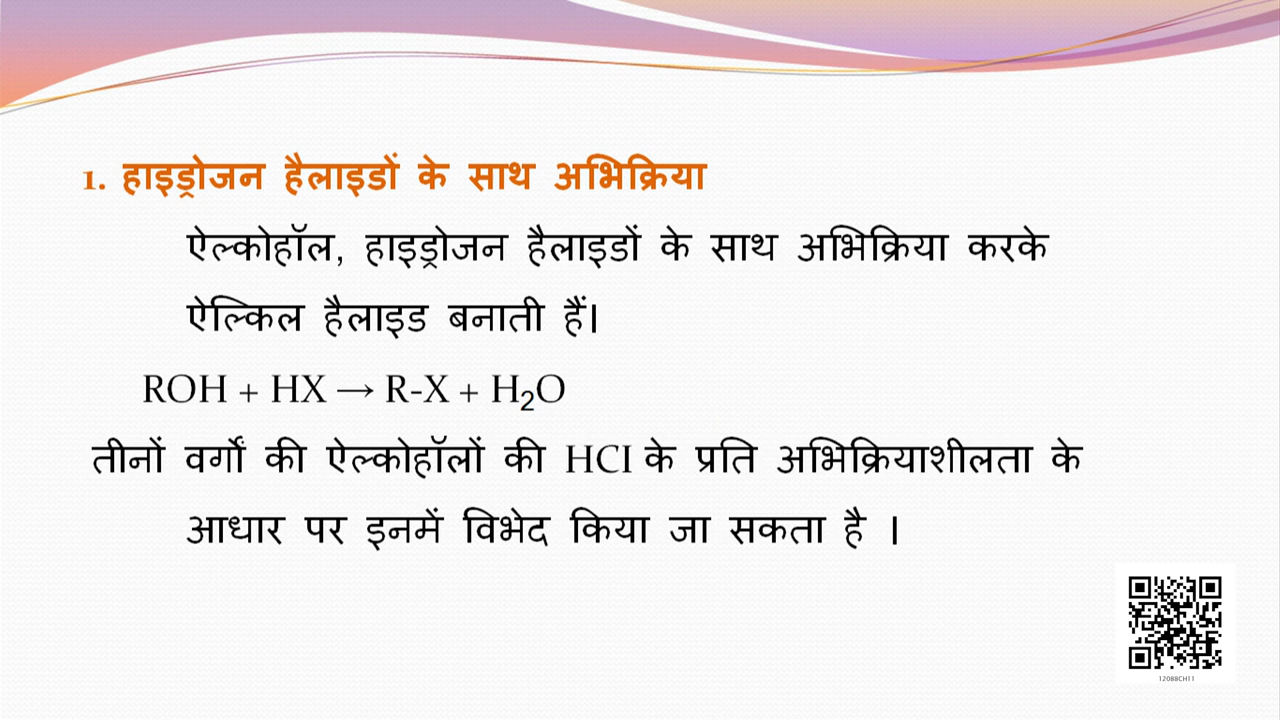 1. हाइड्रोजन हैलाइडों के साथ अभिक्रिया
ऐल्कोहॉल, हाइड्रोजन हैलाइडों के साथ अभिक्रिया करके
ऐल्किल हैलाइड बनाती हैं।
ROH + HX → R-X + H₂O
तीनों वर्गों की ऐल्कोहॉलों की HCI के प्रति अभिक्रियाशीलता के
आधार पर इनमें विभेद किया जा सकता है ।
12088CH11